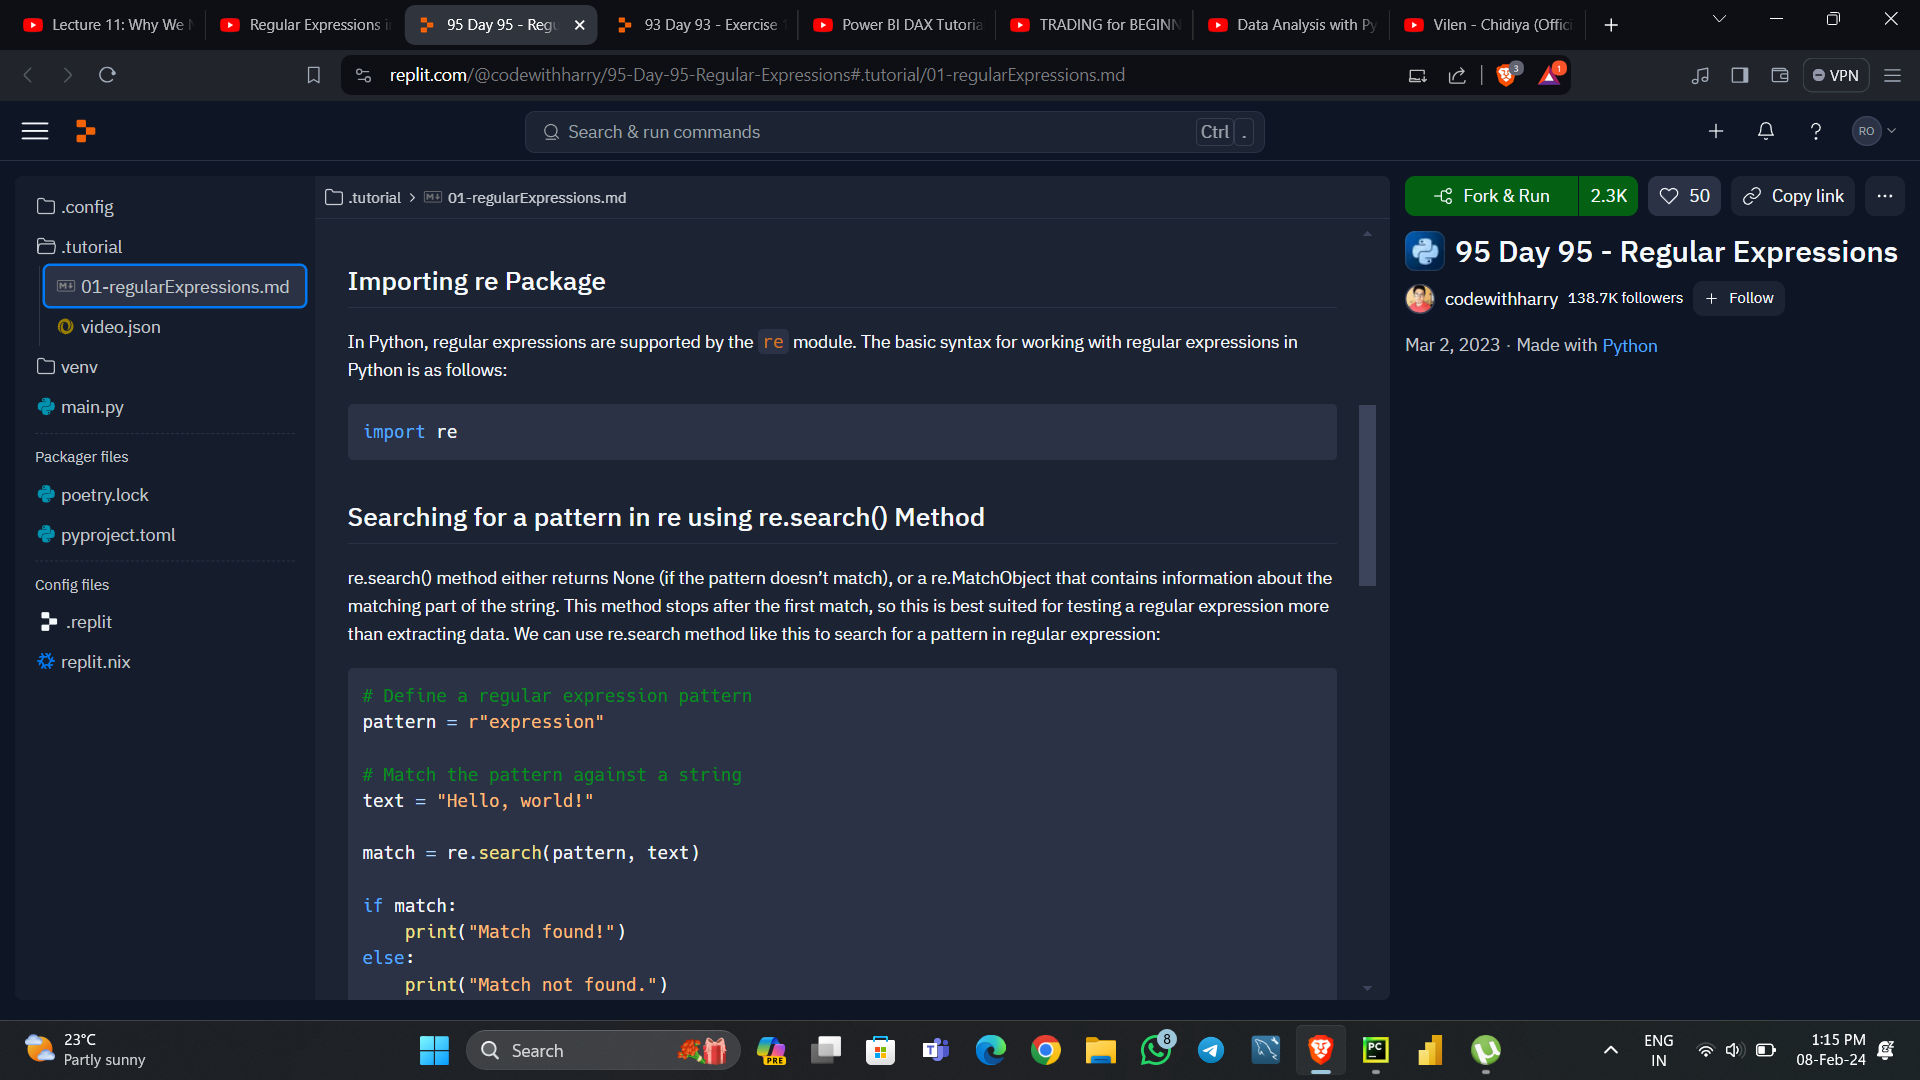 Lecture 11: Why We N
Regular Expressions i
95 Day 95 - Regu
93 Day 93 - Exercise 1
Power BI DAX Tutoria
TRADING for BEGINN
Data Analysis with Py
Vilen - Chidiya (Offic
replit.com/@codewithharry/95-Day-95-Regular-Expressions#.tutorial/01-regularExpressions.md
3
1
VPN
Search & run commands
Ctrl .
RO
.config
.tutorial
01-regularExpressions.md
video.json
venv
main.py
Packager files
poetry.lock
pyproject.toml
Config files
.replit
replit.nix
.tutorial > 01-regularExpressions.md
Importing re Package
In Python, regular expressions are supported by the re module. The basic syntax for working with regular expressions in
Python is as follows:
import re
Searching for a pattern in re using re.search() Method
re.search() method either returns None (if the pattern doesn’t match), or a re.MatchObject that contains information about the
matching part of the string. This method stops after the first match, so this is best suited for testing a regular expression more
than extracting data. We can use re.search method like this to search for a pattern in regular expression:
# Define a regular expression pattern
pattern = r"expression"
# Match the pattern against a string
text = "Hello, world!"
match = re.search(pattern, text)
if match:
    print("Match found!")
else:
    print("Match not found.")
Fork & Run 2.3K
50
Copy link
95 Day 95 - Regular Expressions
codewithharry 138.7K followers + Follow
Mar 2, 2023 · Made with Python
23°C
Partly sunny
Search
PRE
8
PC
ENG
IN
1:15 PM
08-Feb-24